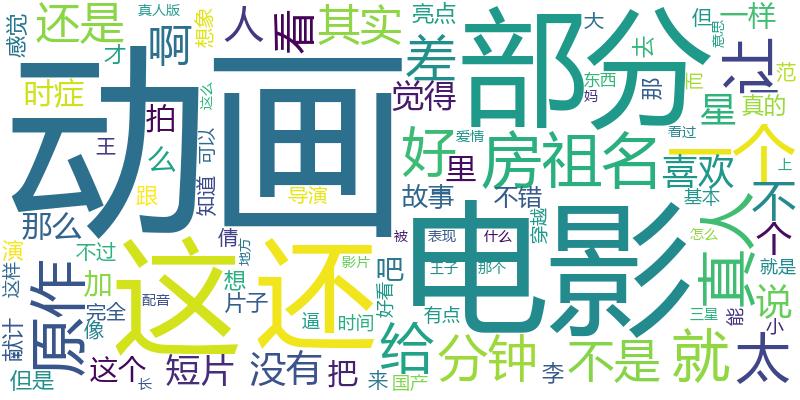 真人版
还是
人
看
其实
亮点
大
但
一样
感觉
才
啊
想象
差
部分
去
那
意思
让
时症
这么
觉得
东西
妈
范
动画
拍
王
好
爱情
看过
星
真的
一个
么
可以
房祖名
喜欢
上
知道
跟
导演
里
故事
不错
基本
不
那么
倩
地方
被
表现
什么
穿越
真人
个
演
不过
这
还
电影
怎么
这样
原作
加
想
影片
吧
王子
那个
就是
说
完全
配音
片子
好看
三星
能
献计
像
逼
时间
有点
小
给
分钟
不是
就
太
但是
这个
长
短片
没有
把
来
国产
李